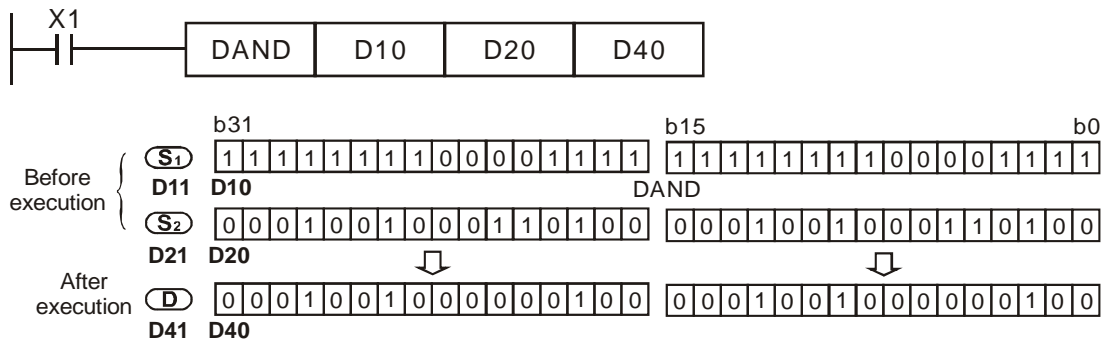 X1
DAND D10 D20 D40
b31 b15 b0
S1 1 1 1 1 1 1 1 1 0 0 0 0 1 1 1 1 1 1 1 1 1 1 1 1 0 0 0 0 1 1 1 1
Before
execution
D11 D10 DAND
S2 0 0 0 1 0 0 1 0 0 0 1 1 0 1 0 0 0 0 0 1 0 0 1 0 0 0 1 1 0 1 0 0
D21 D20
After
execution
D 0 0 0 1 0 0 1 0 0 0 0 0 0 1 0 0 0 0 0 1 0 0 1 0 0 0 0 0 0 1 0 0
D41 D40